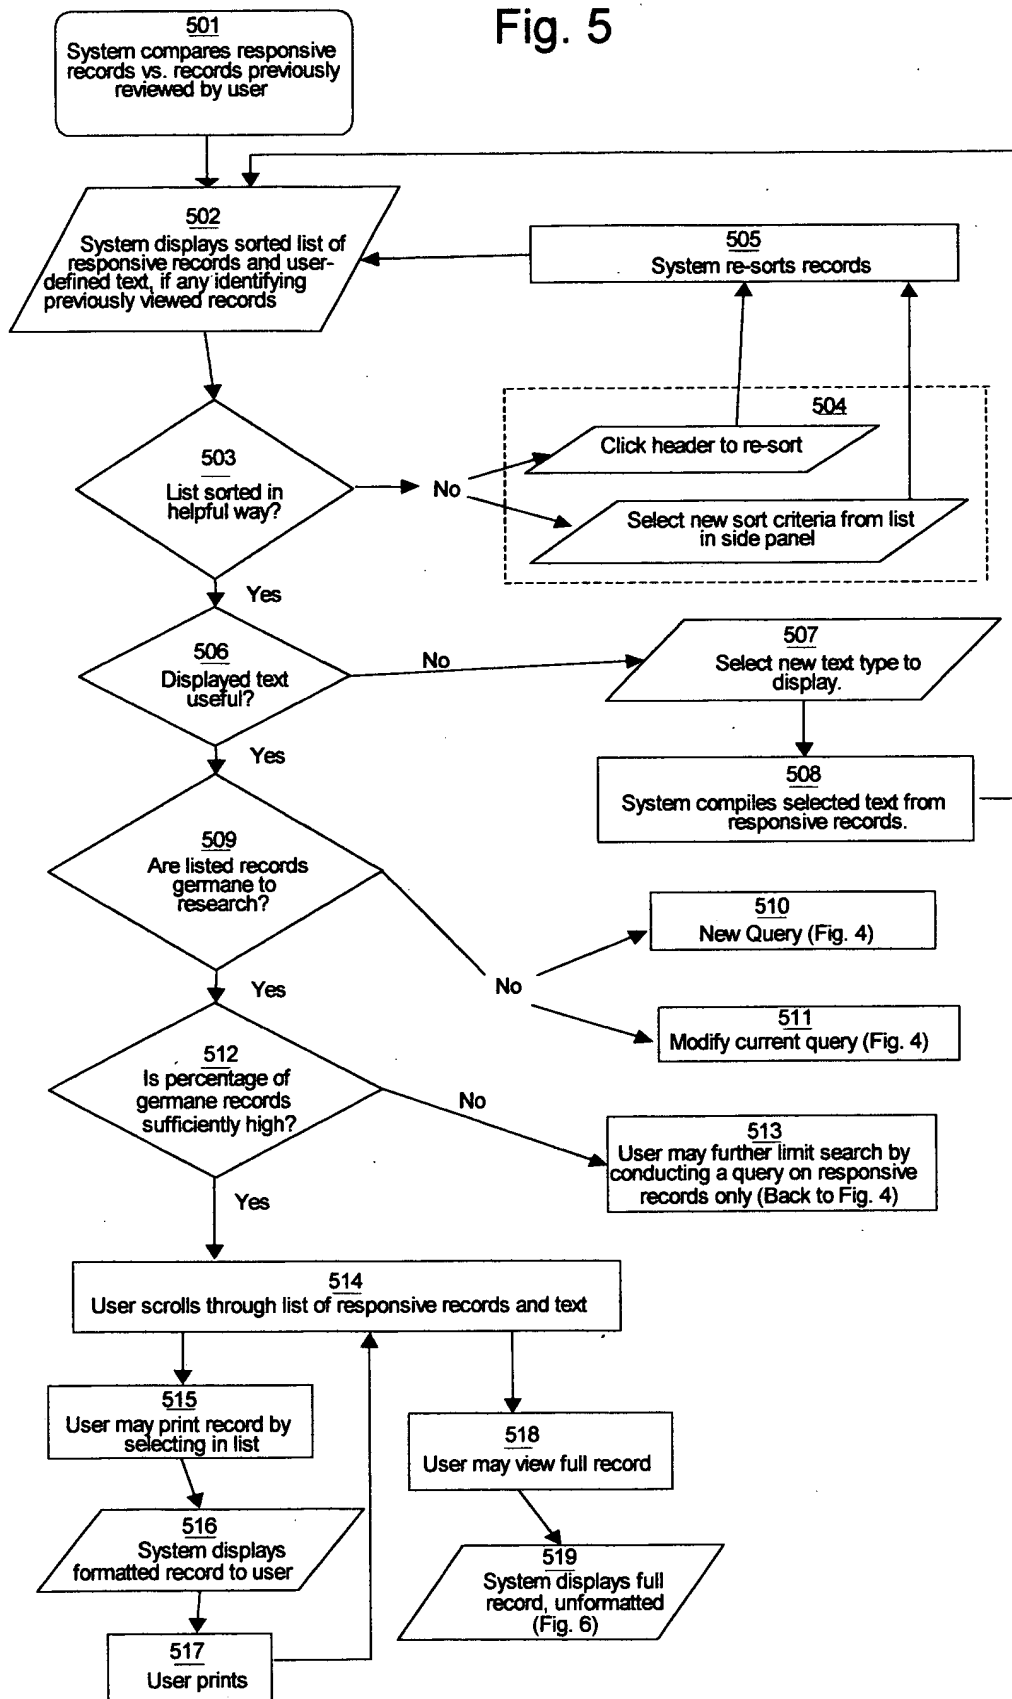 Fig. 5
501
System compares responsive
records vs. records previously
reviewed by user
502
System displays sorted list of
responsive records and user-
defined text, if any identifying
previously viewed records
505
System re-sorts records
504
Click header to re-sort
Select new sort criteria from list
in side panel
503
List sorted in
helpful way?
No
Yes
506
Displayed text
useful?
No
507
Select new text type to
display.
Yes
508
System compiles selected text from
responsive records.
509
Are listed records
germane to
research?
No
510
New Query (Fig. 4)
511
Modify current query (Fig. 4)
Yes
512
Is percentage of
germane records
sufficiently high?
No
513
User may further limit search by
conducting a query on responsive
records only (Back to Fig. 4)
Yes
514
User scrolls through list of responsive records and text
515
User may print record by
selecting in list
518
User may view full record
516
System displays
formatted record to user
519
System displays full
record, unformatted
(Fig. 6)
517
User prints